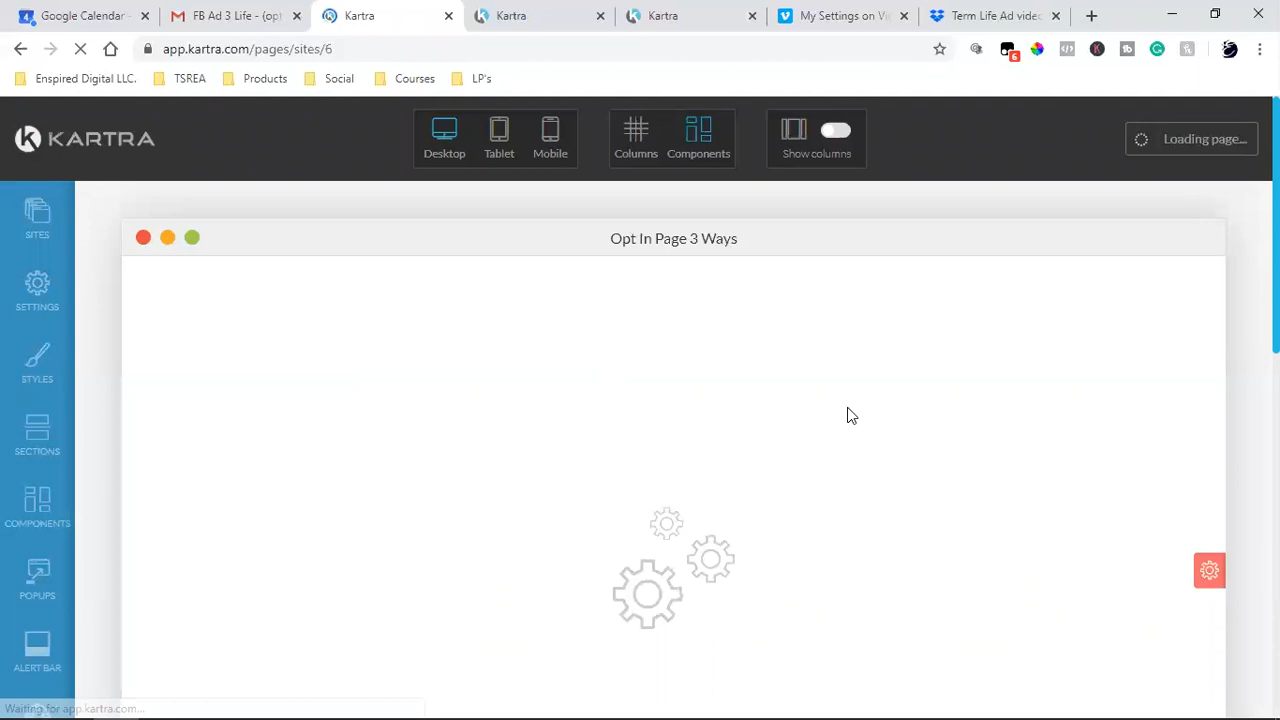 Google Calendar -
FB Ad 3 Life - (opt
Kartra
Kartra
Kartra
My Settings on Vi
Term Life Ad video
app.kartra.com/pages/sites/6
6
Enspired Digital LLC.
TSREA
Products
Social
Courses
LP's
KARTRA
Desktop
Tablet
Mobile
Columns
Components
Show columns
Loading page...
SITES
SETTINGS
STYLES
SECTIONS
COMPONENTS
POPUPS
ALERT BAR
Opt In Page 3 Ways
Waiting for app.kartra.com...